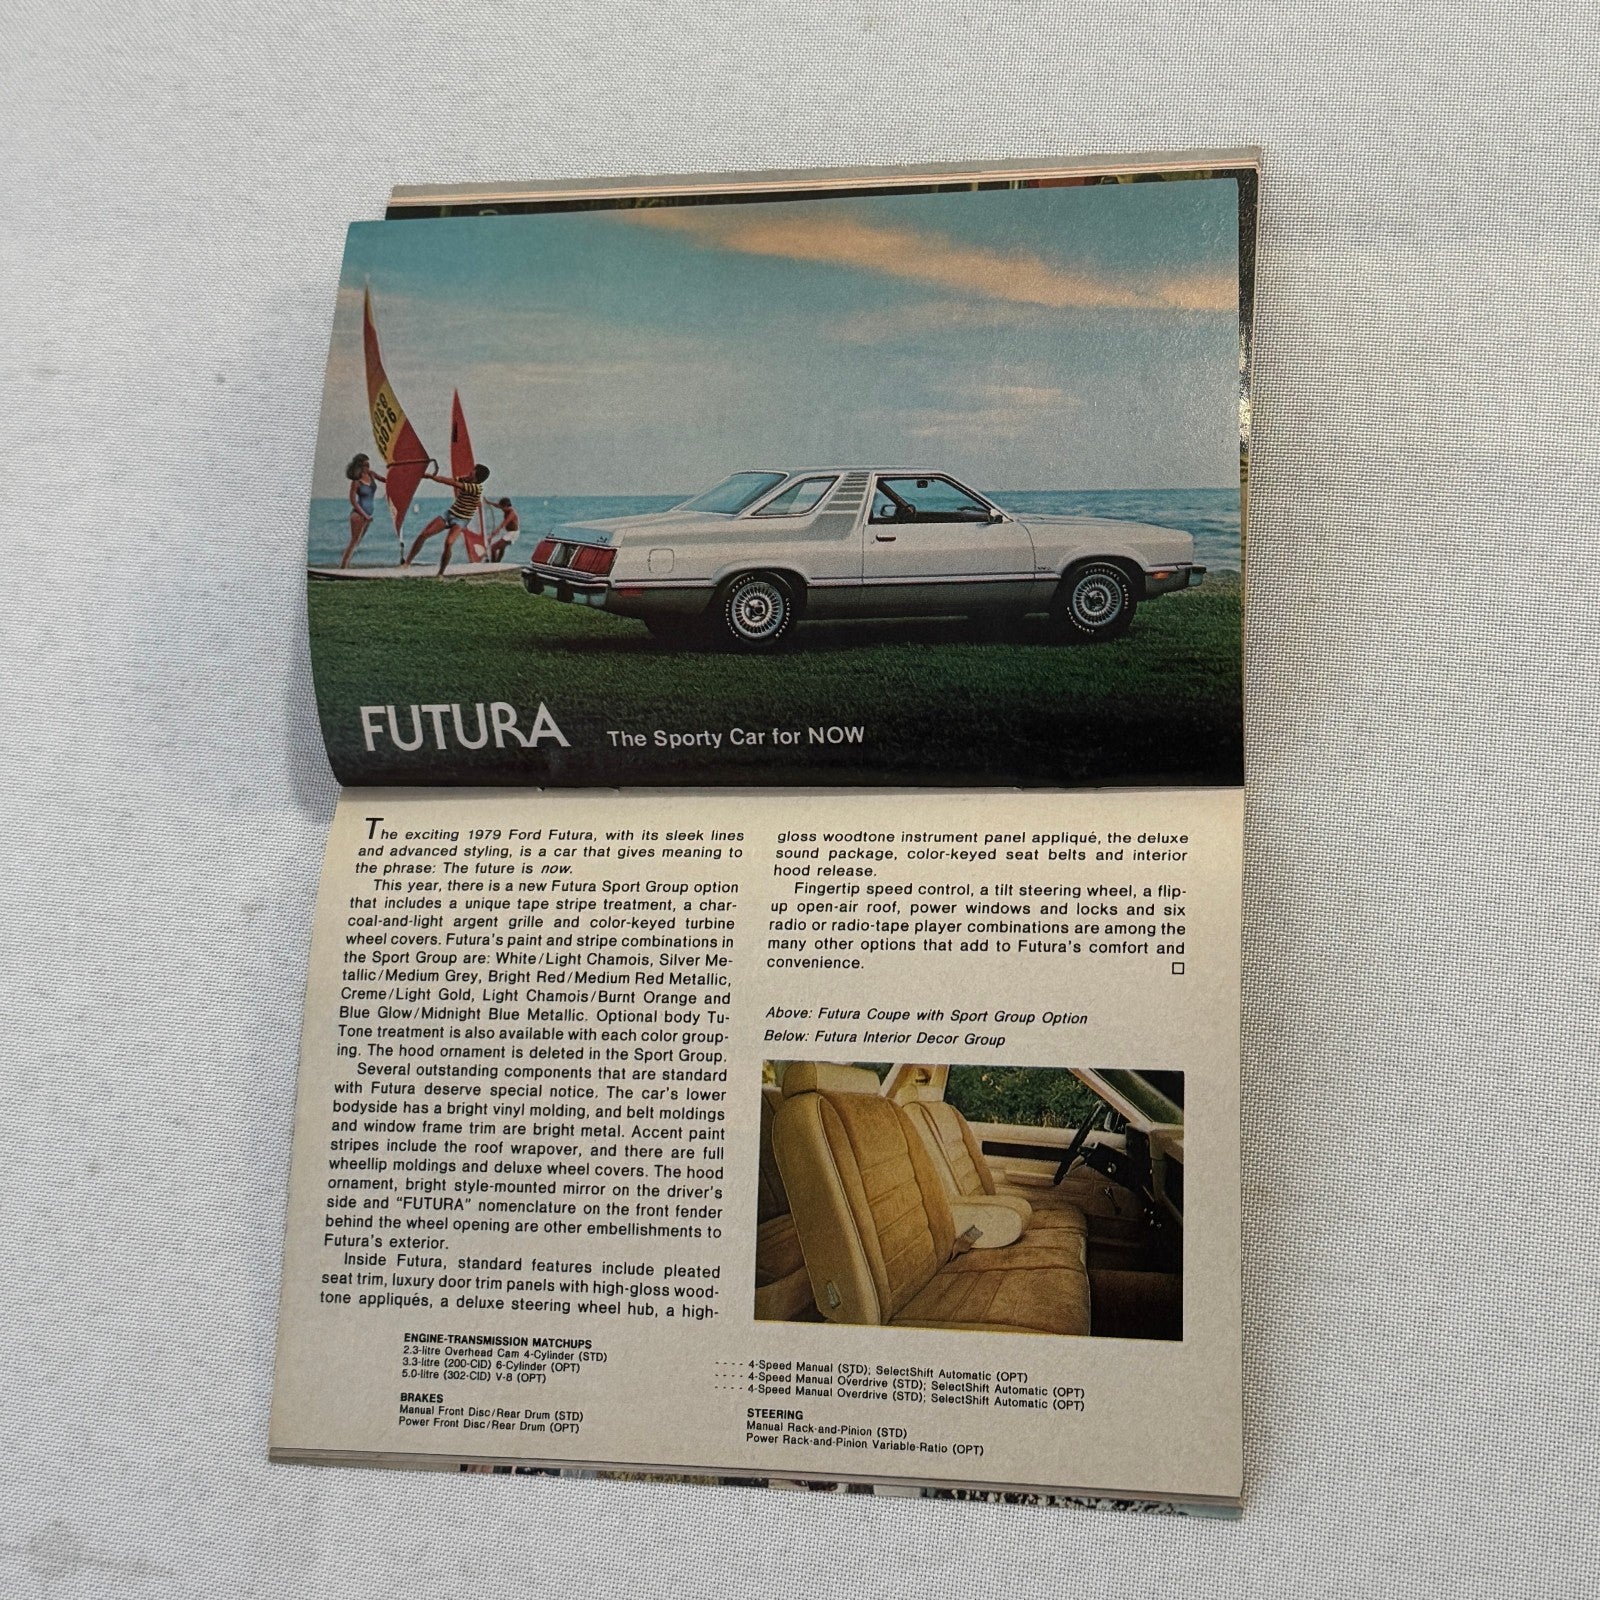 FUTURA The Sporty Car for NOW
The exciting 1979 Ford Futura, with its sleek lines
and advanced styling, is a car that gives meaning to
the phrase: The future is now.
This year, there is a new Futura Sport Group option
that includes a unique tape stripe treatment, a char-
coal-and-light argent grille and color-keyed turbine
wheel covers. Futura's paint and stripe combinations in
the Sport Group are: White/Light Chamois, Silver Me-
tallic/Medium Grey, Bright Red/Medium Red Metallic,
Creme/Light Gold, Light Chamois/Burnt Orange and
Blue Glow/Midnight Blue Metallic. Optional body Tu-
Tone treatment is also available with each color group-
ing. The hood ornament is deleted in the Sport Group.
Several outstanding components that are standard
with Futura deserve special notice. The car's lower
bodyside has a bright vinyl molding, and belt moldings
and window frame trim are bright metal. Accent paint
stripes include the roof wrapover, and there are full
wheellip moldings and deluxe wheel covers. The hood
ornament, bright style-mounted mirror on the driver's
side and "FUTURA" nomenclature on the front fender
behind the wheel opening are other embellishments to
Futura's exterior.
Inside Futura, standard features include pleated
seat trim, luxury door trim panels with high-gloss wood-
tone appliqués, a deluxe steering wheel hub, a high-
gloss woodtone instrument panel appliqué, the deluxe
sound package, color-keyed seat belts and interior
hood release.
Fingertip speed control, a tilt steering wheel, a flip-
up open-air roof, power windows and locks and six
radio or radio-tape player combinations are among the
many other options that add to Futura's comfort and
convenience.
Above: Futura Coupe with Sport Group Option
Below: Futura Interior Decor Group
ENGINE-TRANSMISSION MATCHUPS
2.3-litre Overhead Cam 4-Cylinder (STD) - - - - 4-Speed Manual (STD); SelectShift Automatic (OPT)
3.3-litre (200-CID) 6-Cylinder (OPT) - - - - 4-Speed Manual Overdrive (STD); SelectShift Automatic (OPT)
5.0-litre (302-CID) V-8 (OPT) - - - - 4-Speed Manual Overdrive (STD); SelectShift Automatic (OPT)
BRAKES
Manual Front Disc/Rear Drum (STD)
Power Front Disc/Rear Drum (OPT)
STEERING
Manual Rack-and-Pinion (STD)
Power Rack-and-Pinion Variable-Ratio (OPT)